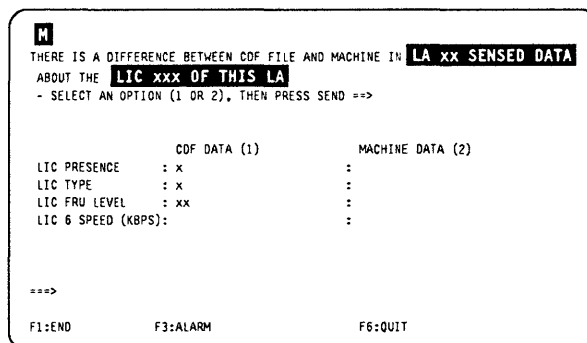 M
THERE IS A DIFFERENCE BETWEEN CDF FILE AND MACHINE IN LA xx SENSED DATA
ABOUT THE LIC xxx OF THIS LA
- SELECT AN OPTION (1 OR 2), THEN PRESS SEND ==>
CDF DATA (1) MACHINE DATA (2)
LIC PRESENCE : x :
LIC TYPE : x :
LIC FRU LEVEL : xx :
LIC 6 SPEED (KBPS): :
===>
F1:END F3:ALARM F6:QUIT